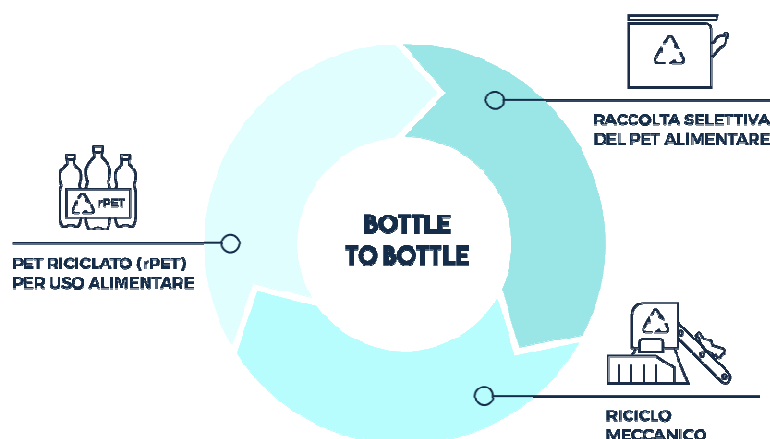 RACCOLTA SELETTIVA
DEL PET ALIMENTARE
rPET
BOTTLE
TO BOTTLE
PET RICICLATO (rPET)
PER USO ALIMENTARE
RICICLO
MECCANICO